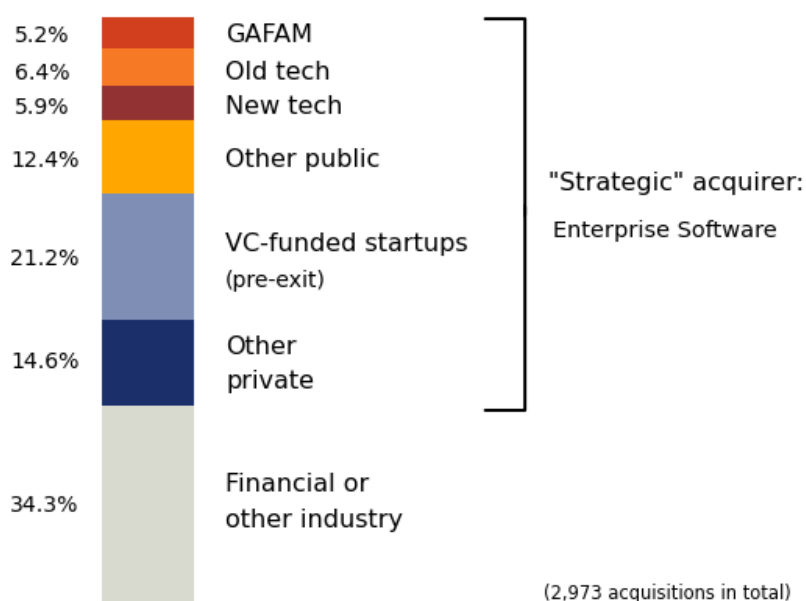 5.2% GAFAM
6.4% Old tech
5.9% New tech
12.4% Other public
"Strategic" acquirer:
Enterprise Software
21.2% VC-funded startups
(pre-exit)
14.6% Other
private
34.3% Financial or
other industry
(2,973 acquisitions in total)